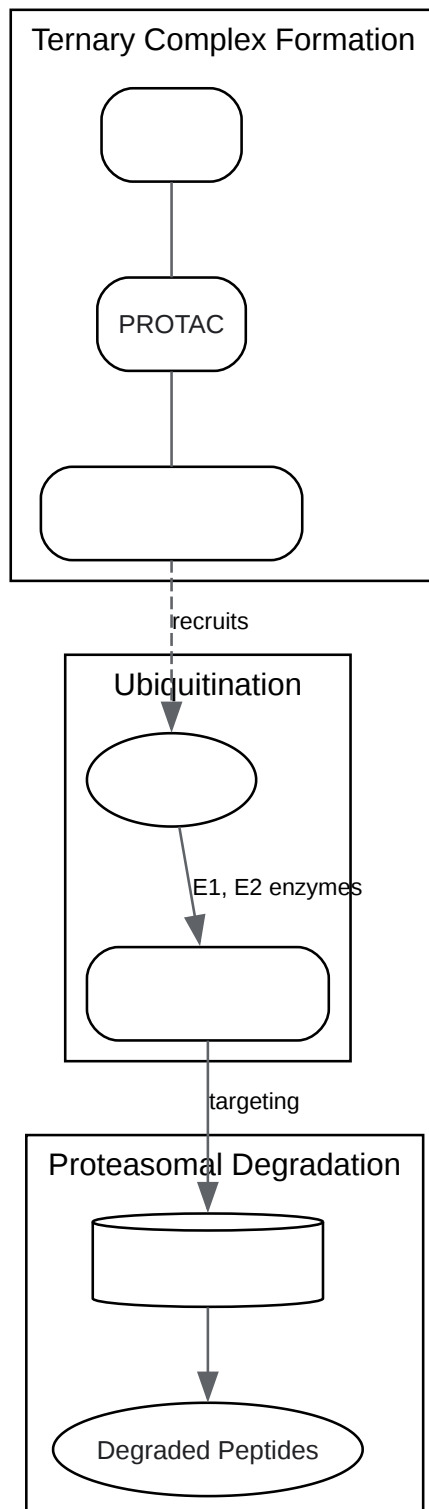 Ternary Complex Formation
PROTAC
recruits
Ubiquitination
E1, E2 enzymes
targeting
Proteasomal Degradation
Degraded Peptides